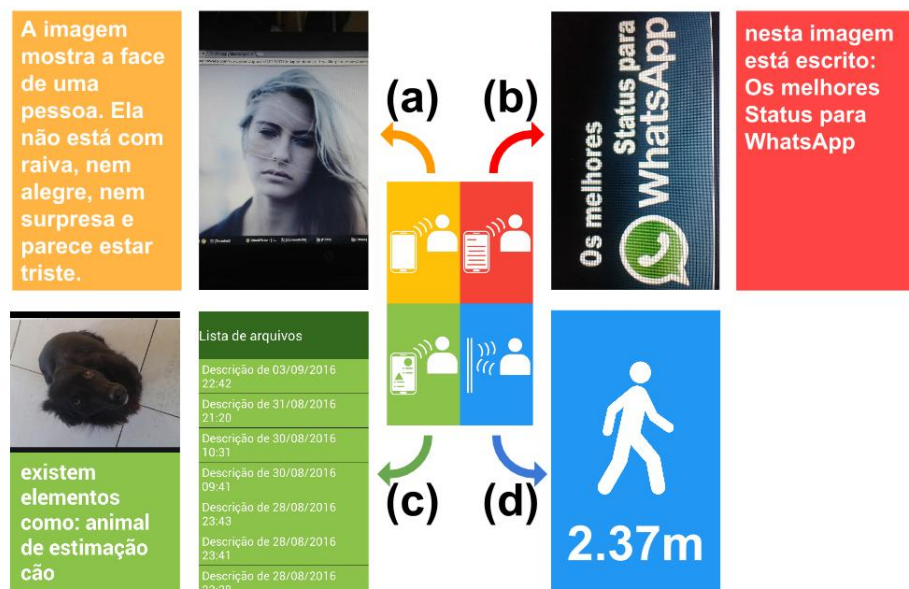 A imagem
mostra a face
de uma
pessoa. Ela
não está com
raiva, nem
alegre, nem
surpresa e
parece estar
triste.
(a)
(b)
Os melhores
Status para
WhatsApp
nesta imagem
está escrito:
Os melhores
Status para
WhatsApp
existem
elementos
como: animal
de estimação
cão
Lista de arquivos
Descrição de 03/09/2016
22:42
Descrição de 31/08/2016
21:20
Descrição de 30/08/2016
10:31
Descrição de 30/08/2016
09:41
Descrição de 28/08/2016
23:43
Descrição de 28/08/2016
23:41
Descrição de 28/08/2016
(c)
(d)
2.37m